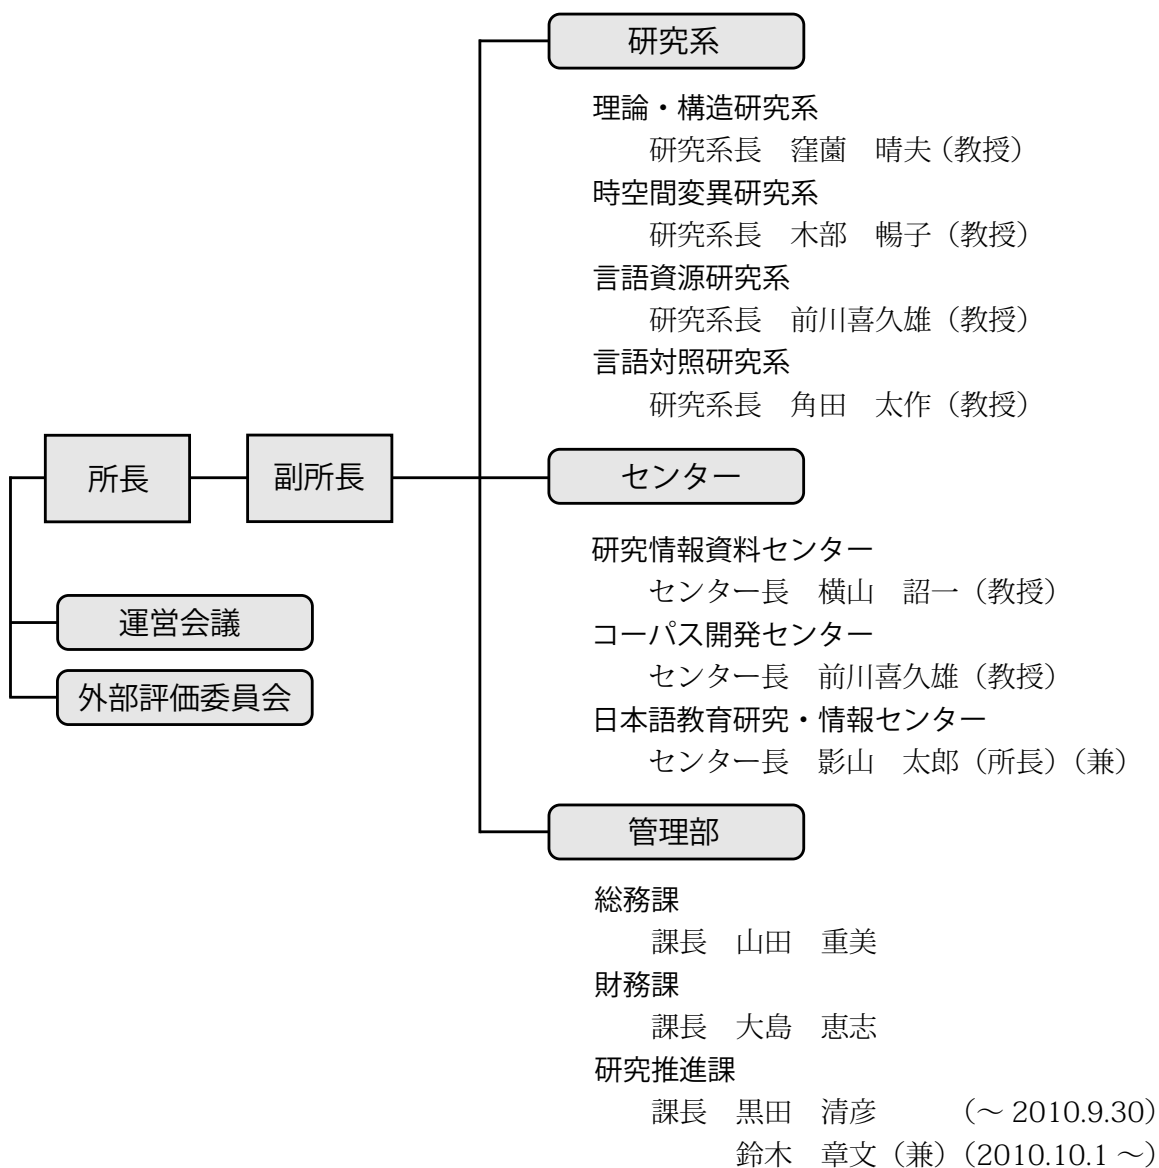 研究系
理論・構造研究系
研究系長　窪薗　晴夫（教授）
時空間変異研究系
研究系長　木部　暢子（教授）
言語資源研究系
研究系長　前川喜久雄（教授）
言語対照研究系
研究系長　角田　太作（教授）
所長
副所長
運営会議
外部評価委員会
センター
研究情報資料センター
センター長　横山　詔一（教授）
コーパス開発センター
センター長　前川喜久雄（教授）
日本語教育研究・情報センター
センター長　影山　太郎（所長）（兼）
管理部
総務課
課長　山田　重美
財務課
課長　大島　恵志
研究推進課
課長　黒田　清彦　　　（～ 2010.9.30）
鈴木　章文（兼）（2010.10.1 ～）